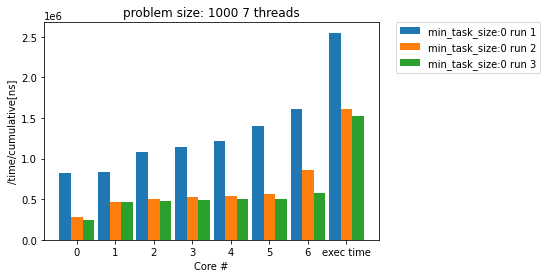 problem size: 1000 7 threads
1e6
2.5
2.0
1.5
1.0
0.5
0.0
/time/cumulative[ns]
0 1 2 3 4 5 6 exec time
Core #
min_task_size:0 run 1
min_task_size:0 run 2
min_task_size:0 run 3